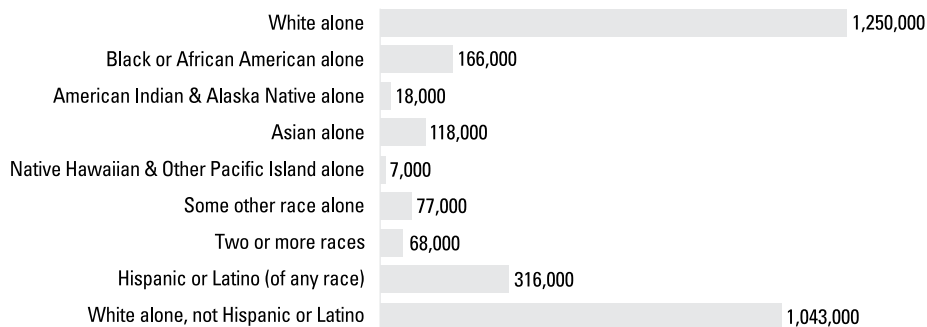 White alone 1,250,000
Black or African American alone 166,000
American Indian & Alaska Native alone 18,000
Asian alone 118,000
Native Hawaiian & Other Pacific Island alone 7,000
Some other race alone 77,000
Two or more races 68,000
Hispanic or Latino (of any race) 316,000
White alone, not Hispanic or Latino 1,043,000